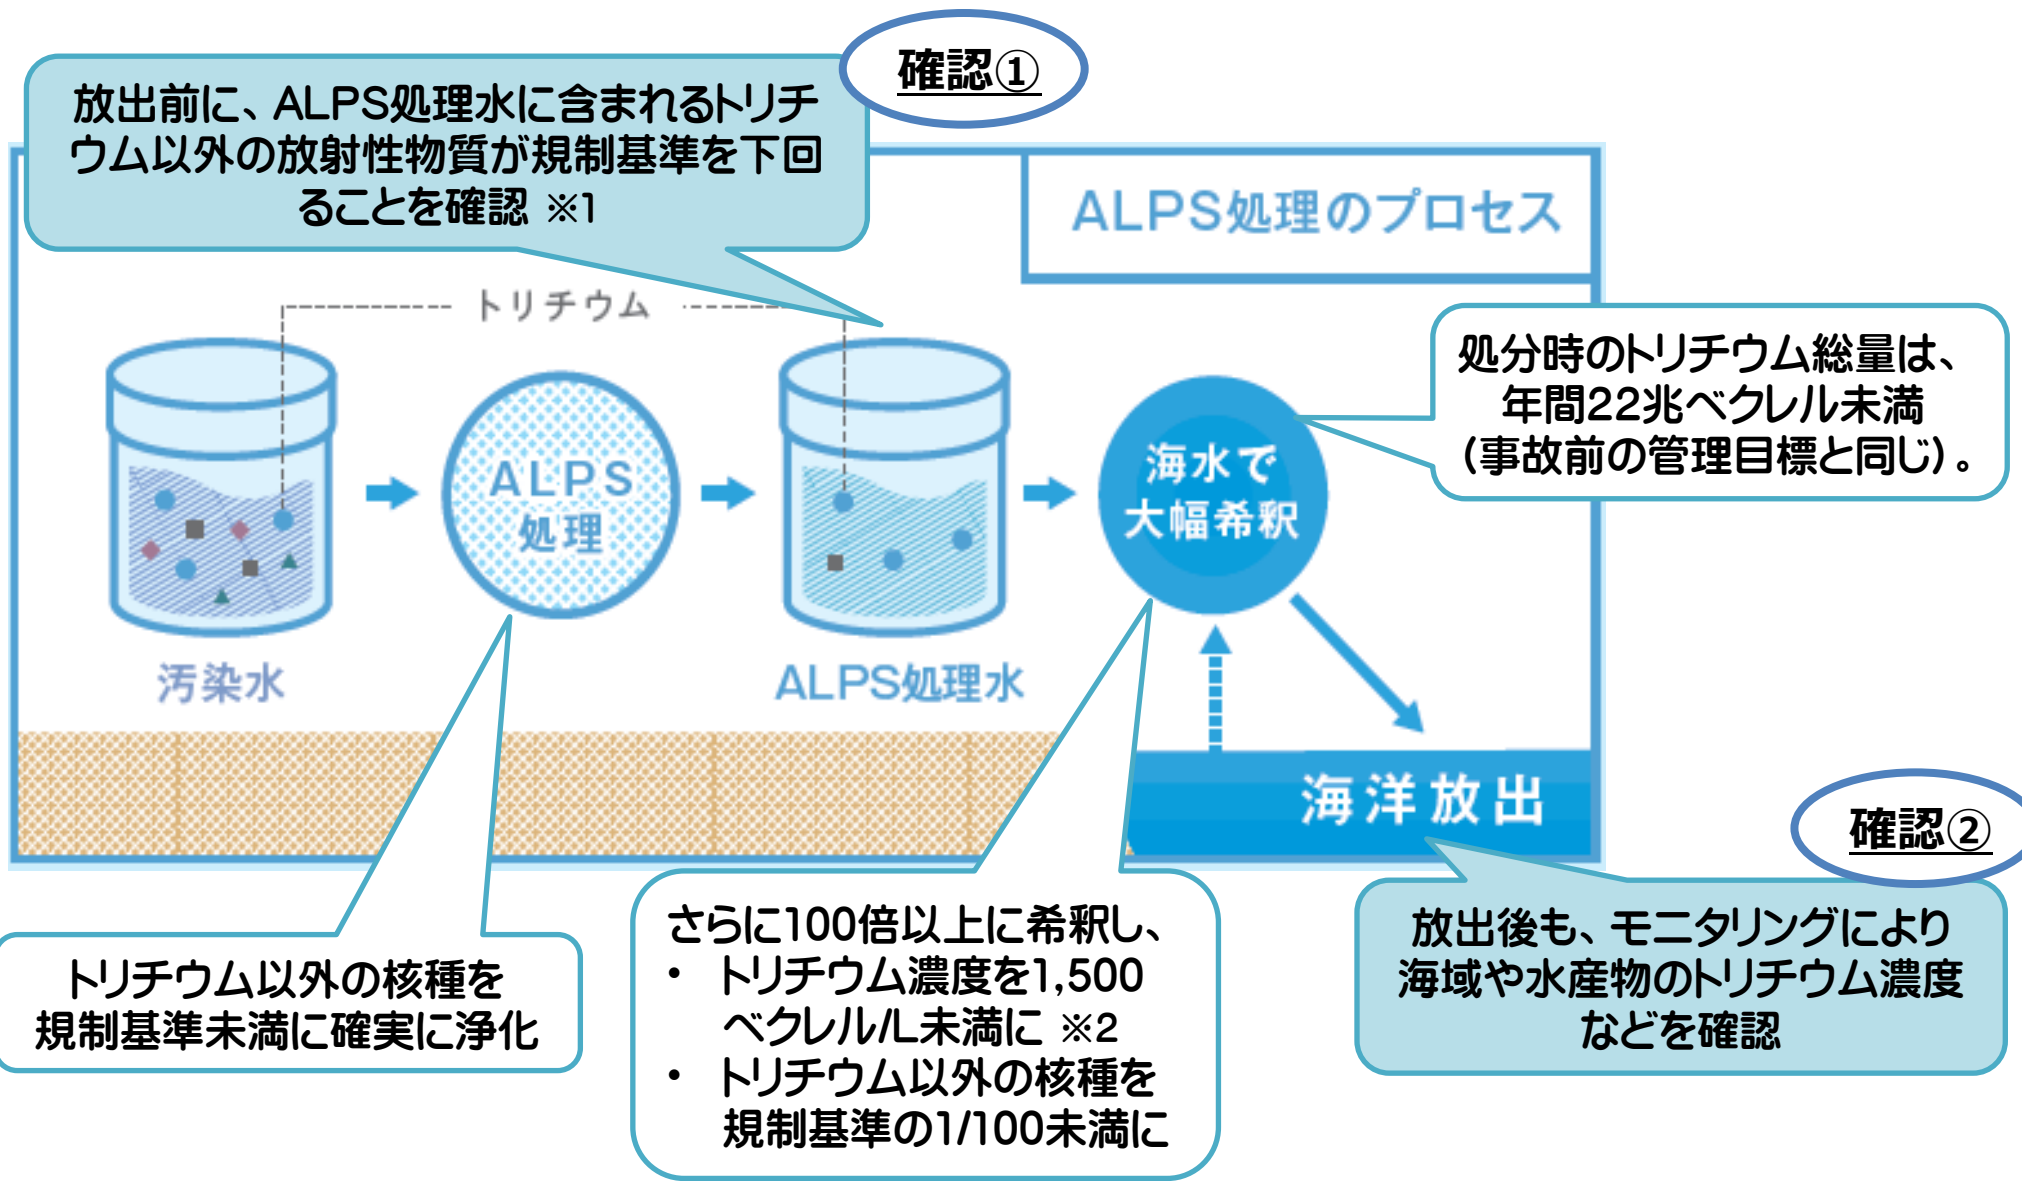 確認①
放出前に、ALPS処理水に含まれるトリチ
ウム以外の放射性物質が規制基準を下回
ることを確認 ※1
ALPS処理のプロセス
トリチウム
処分時のトリチウム総量は、
年間22兆ベクレル未満
（事故前の管理目標と同じ）。
ALPS
処理
海水で
大幅希釈
汚染水
ALPS処理水
海洋放出
確認②
トリチウム以外の核種を
規制基準未満に確実に浄化
さらに100倍以上に希釈し、
• トリチウム濃度を1,500
ベクレル/L未満に ※2
• トリチウム以外の核種を
規制基準の1/100未満に
放出後も、モニタリングにより
海域や水産物のトリチウム濃度
などを確認